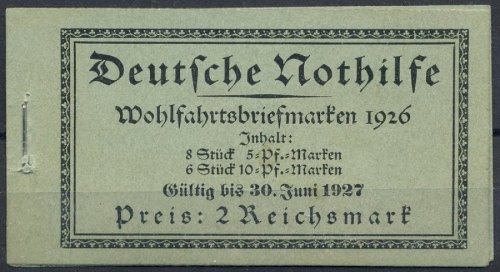 Deutſche Nothilfe
Wohlfahrtsbriefmarken 1926
Inhalt:
8 Stück 5=Pf.=Marken
6 Stück 10=Pf.=Marken
Gültig bis 30. Juni 1927
Preis: 2 Reichsmark